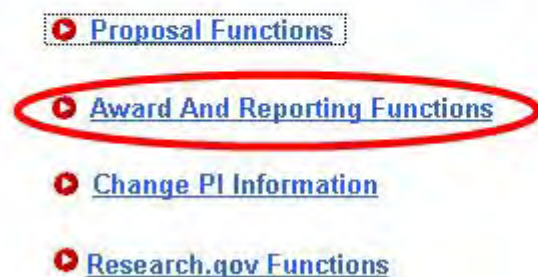 Proposal Functions
Award And Reporting Functions
Change PI Information
Research.gov Functions